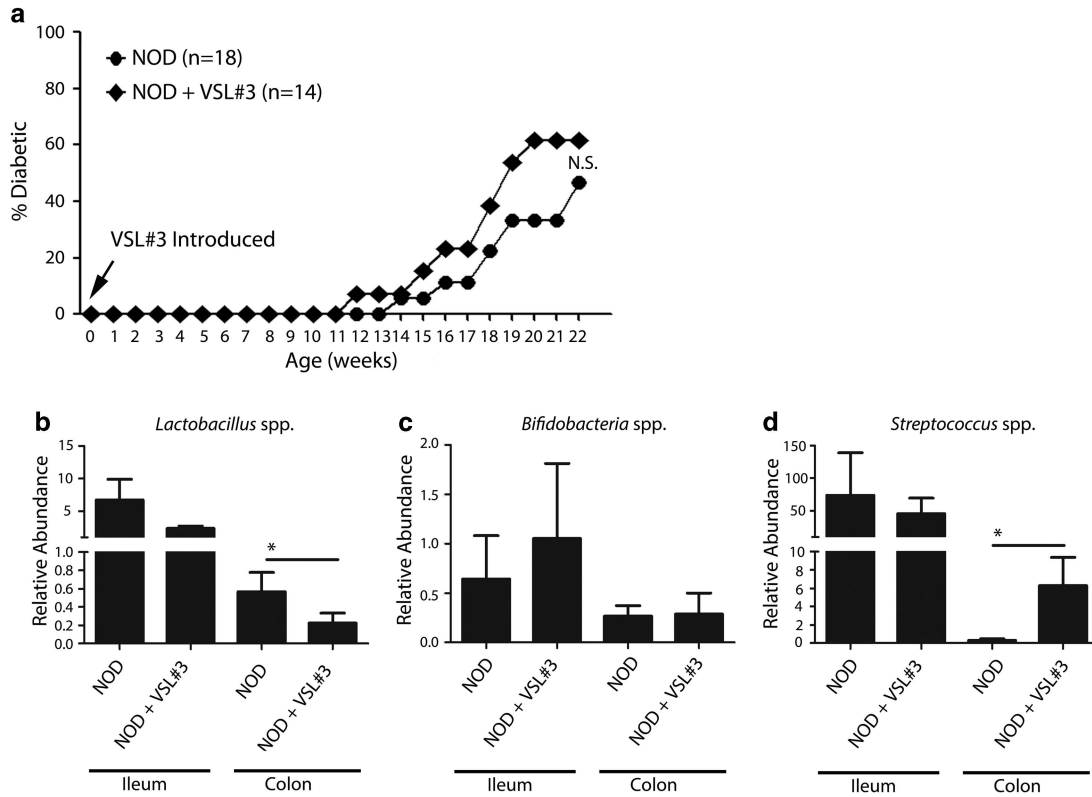 a
100
80
60
40
20
0
% Diabetic
NOD (n=18)
NOD + VSL#3 (n=14)
VSL#3 Introduced
N.S.
0 1 2 3 4 5 6 7 8 9 10 11 12 13 14 15 16 17 18 19 20 21 22
Age (weeks)
b
Lactobacillus spp.
Relative Abundance
15
10
5
1.0
0.8
0.6
0.4
0.2
0.0
*
NOD
NOD + VSL#3
NOD
NOD + VSL#3
Ileum
Colon
c
Bifidobacteria spp.
Relative Abundance
2.0
1.5
1.0
0.5
0.0
NOD
NOD + VSL#3
NOD
NOD + VSL#3
Ileum
Colon
d
Streptococcus spp.
Relative Abundance
150
100
50
10
8
6
4
2
0
*
NOD
NOD + VSL#3
NOD
NOD + VSL#3
Ileum
Colon